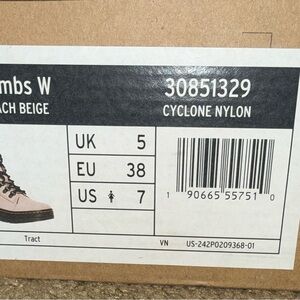 mbs W
ACH BEIGE
30851329
CYCLONE NYLON
UK 5
EU 38
US 7
1 90665 55751 0
Tract
VN US-242P0209368-01